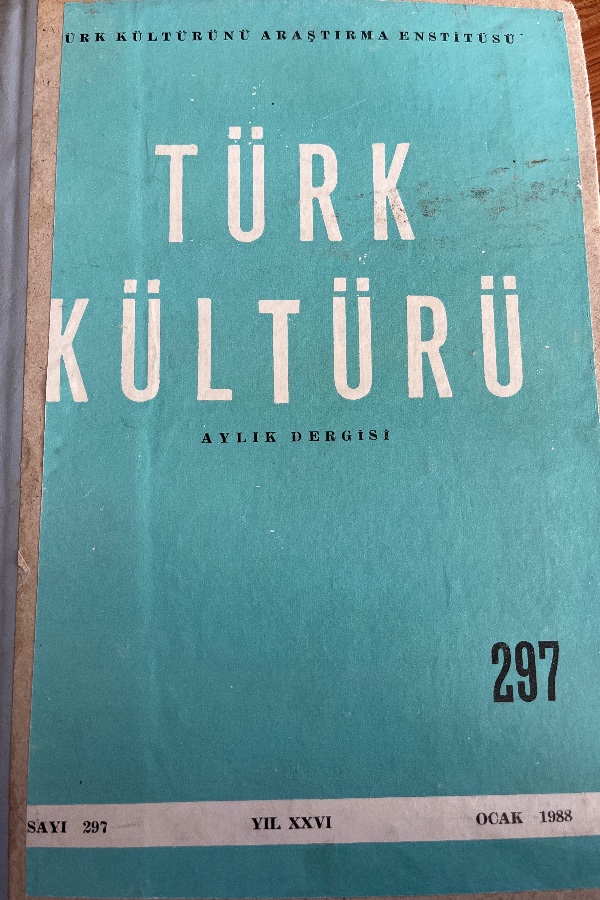 ÜRK KÜLTÜRÜNÜ ARAŞTIRMA ENSTİTÜSÜ
TÜRK
KÜLTÜRÜ
AYLIK DERGİSİ
297
SAYI 297 YIL XXVI OCAK 1988